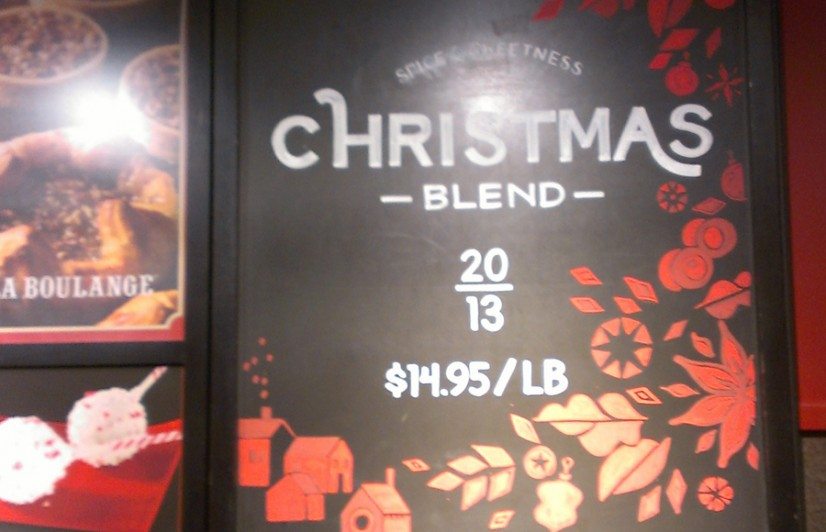 SPICE & SWEETNESS
CHRISTMAS
— BLEND —
20
13
$14.95/LB
LA BOULANGE